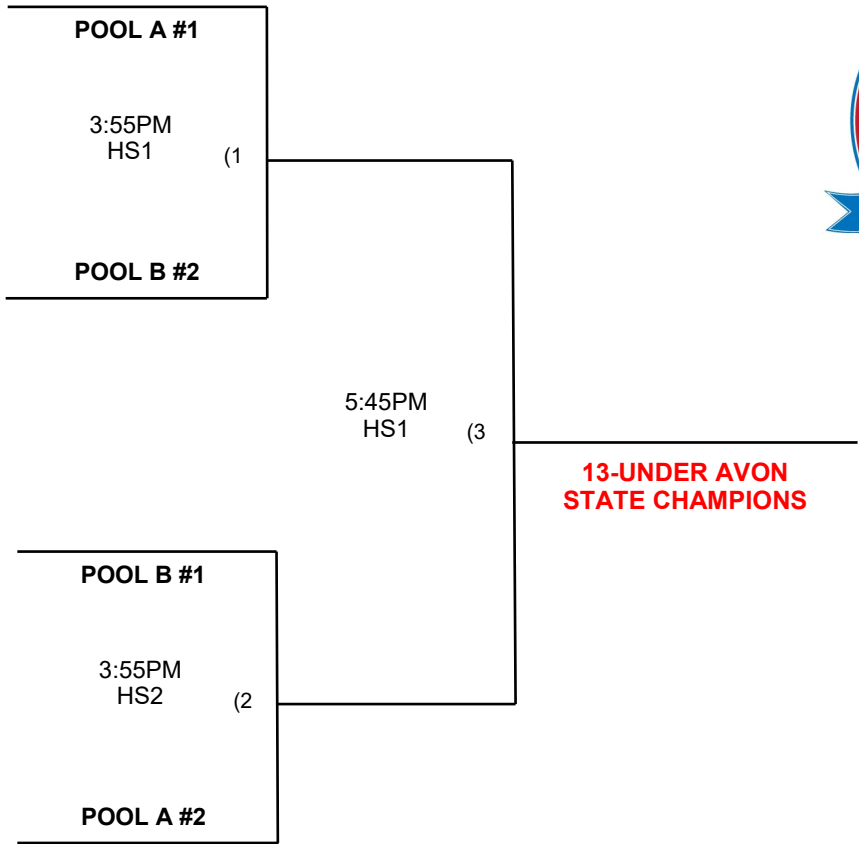 POOL A #1
3:55PM
HS1
(1
POOL B #2
5:45PM
HS1
(3
13-UNDER AVON
STATE CHAMPIONS
POOL B #1
3:55PM
HS2
(2
POOL A #2